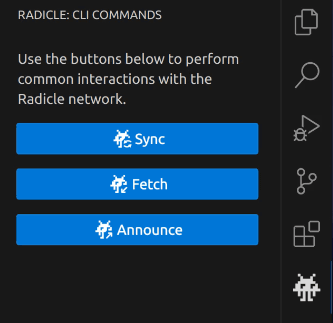 RADICLE: CLI COMMANDS
Use the buttons below to perform
common interactions with the
Radicle network.
Sync
Fetch
Announce